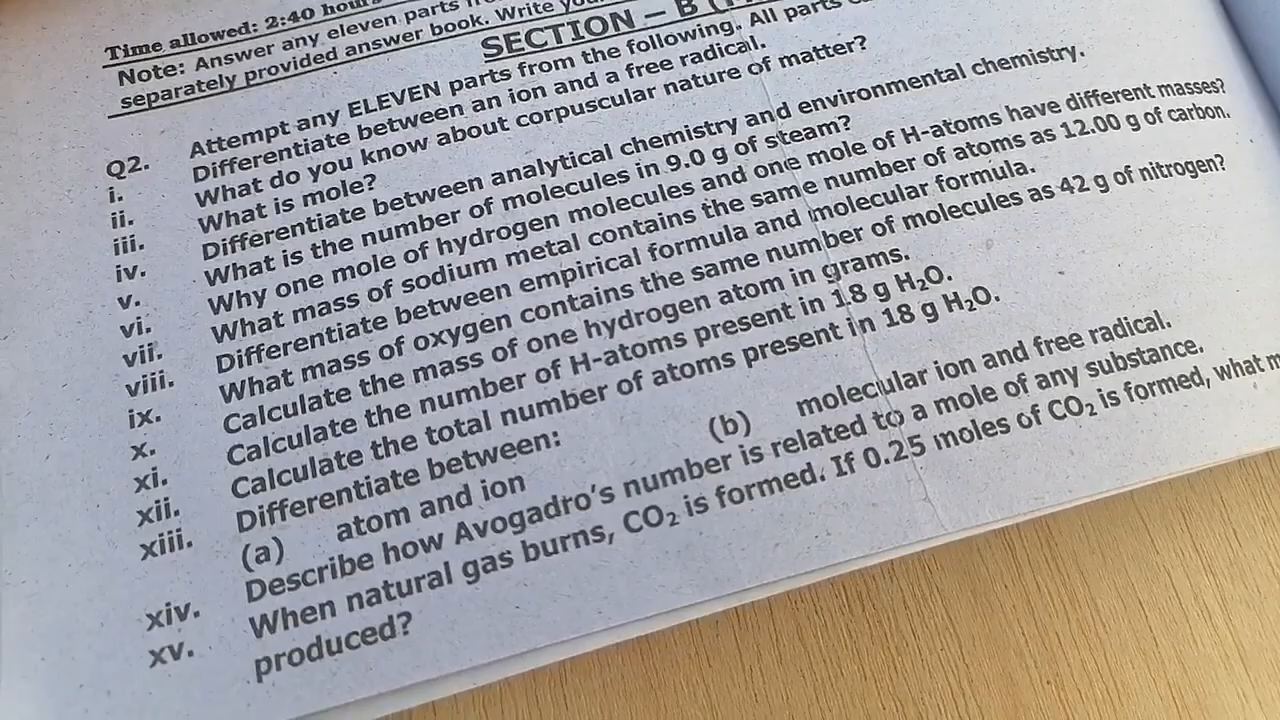 Time allowed: 2:40 hours
Note: Answer any eleven parts
separately provided answer book. Write
SECTION – B
Q2. Attempt any ELEVEN parts from the following. All parts
i. Differentiate between an ion and a free radical.
ii. What do you know about corpuscular nature of matter?
iii. What is mole?
iv. Differentiate between analytical chemistry and environmental chemistry.
v. What is the number of molecules in 9.0 g of steam?
vi. Why one mole of hydrogen molecules and one mole of H-atoms have different masses?
vii. What mass of sodium metal contains the same number of atoms as 12.00 g of carbon.
viii. Differentiate between empirical formula and molecular formula.
ix. What mass of oxygen contains the same number of molecules as 42 g of nitrogen?
x. Calculate the mass of one hydrogen atom in grams.
xi. Calculate the number of H-atoms present in 18 g H₂O.
xii. Calculate the total number of atoms present in 18 g H₂O.
xiii. Differentiate between:
(a) atom and ion (b) molecular ion and free radical.
xiv. Describe how Avogadro's number is related to a mole of any substance.
xv. When natural gas burns, CO₂ is formed. If 0.25 moles of CO₂ is formed, what
produced?